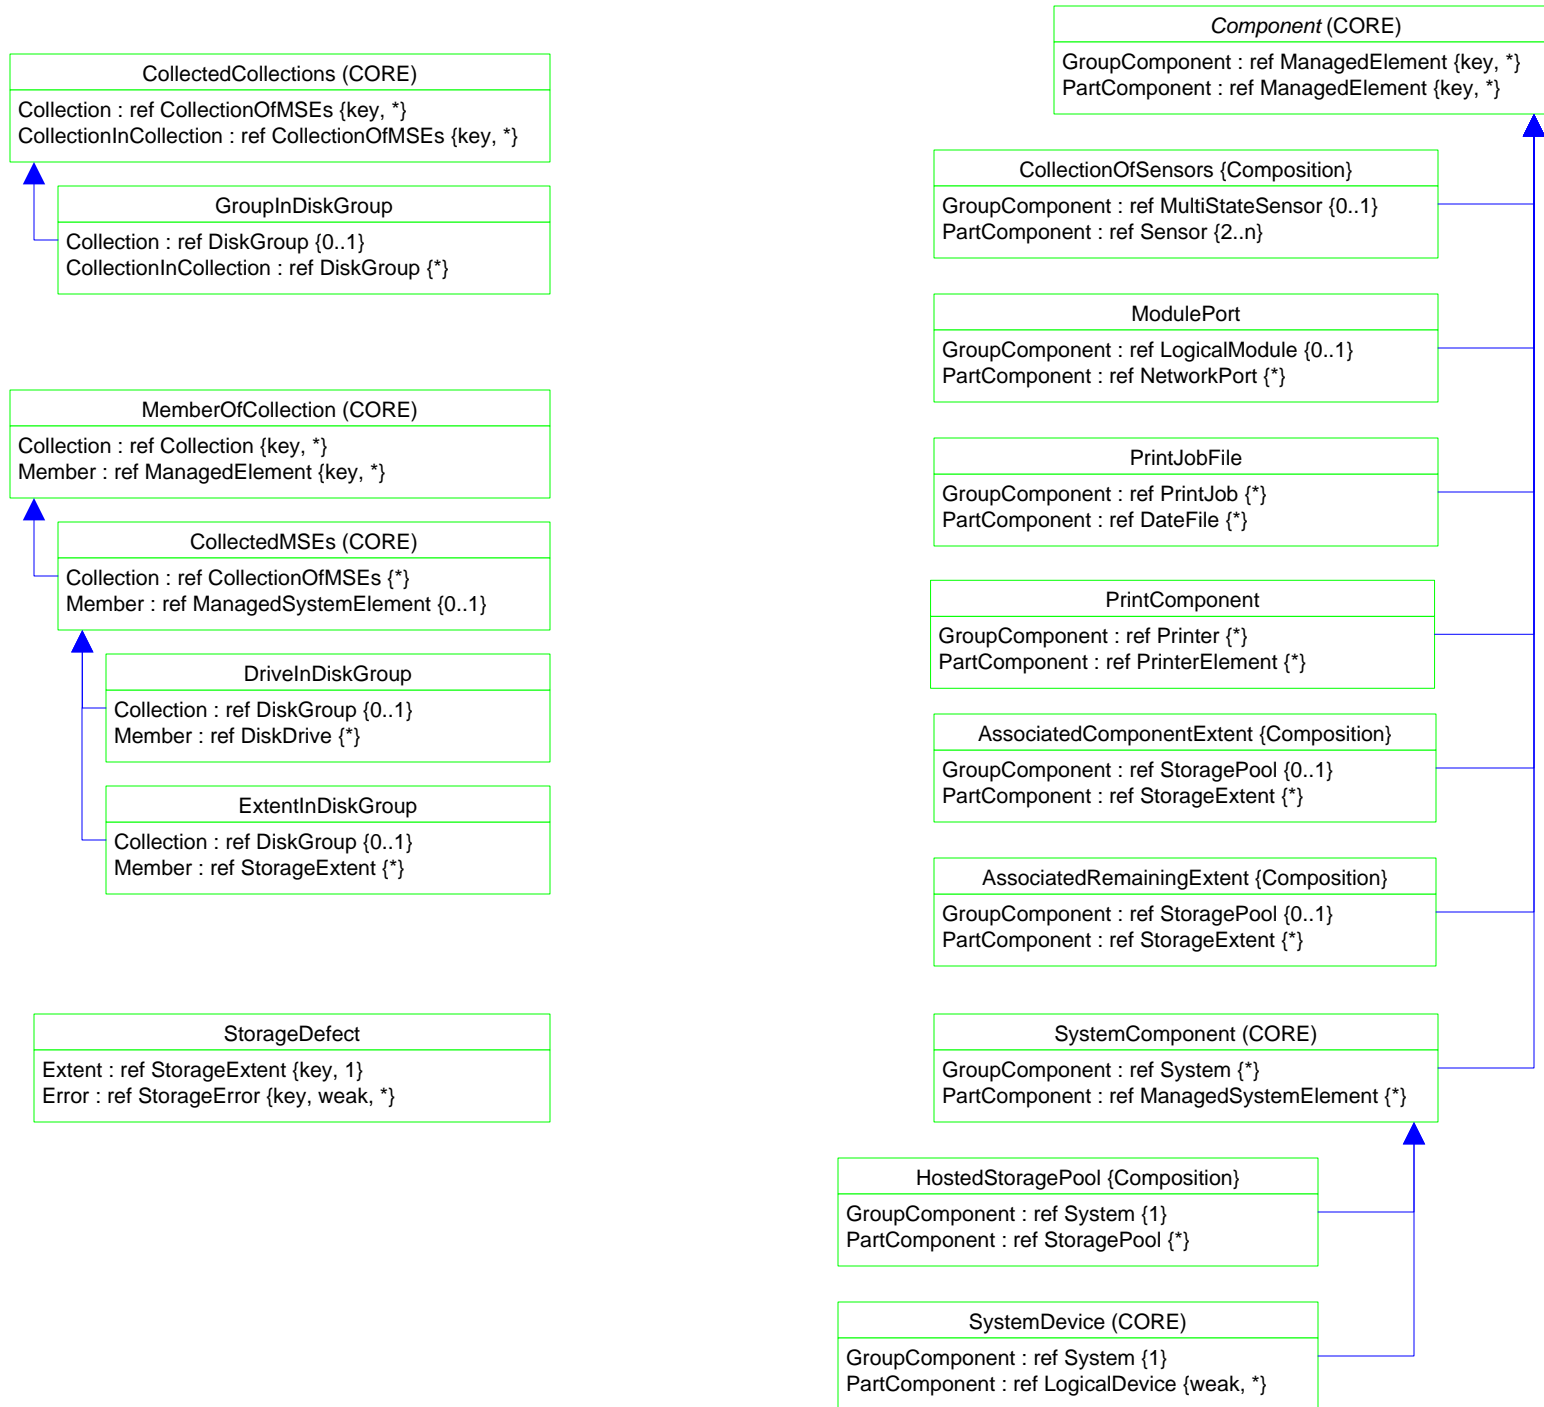 CollectedCollections (CORE)
Collection : ref CollectionOfMSEs {key, *}
CollectionInCollection : ref CollectionOfMSEs {key, *}
GroupInDiskGroup
Collection : ref DiskGroup {0..1}
CollectionInCollection : ref DiskGroup {*}
MemberOfCollection (CORE)
Collection : ref Collection {key, *}
Member : ref ManagedElement {key, *}
CollectedMSEs (CORE)
Collection : ref CollectionOfMSEs {*}
Member : ref ManagedSystemElement {0..1}
DriveInDiskGroup
Collection : ref DiskGroup {0..1}
Member : ref DiskDrive {*}
ExtentInDiskGroup
Collection : ref DiskGroup {0..1}
Member : ref StorageExtent {*}
StorageDefect
Extent : ref StorageExtent {key, 1}
Error : ref StorageError {key, weak, *}
Component (CORE)
GroupComponent : ref ManagedElement {key, *}
PartComponent : ref ManagedElement {key, *}
CollectionOfSensors {Composition}
GroupComponent : ref MultiStateSensor {0..1}
PartComponent : ref Sensor {2..n}
ModulePort
GroupComponent : ref LogicalModule {0..1}
PartComponent : ref NetworkPort {*}
PrintJobFile
GroupComponent : ref PrintJob {*}
PartComponent : ref DateFile {*}
PrintComponent
GroupComponent : ref Printer {*}
PartComponent : ref PrinterElement {*}
AssociatedComponentExtent {Composition}
GroupComponent : ref StoragePool {0..1}
PartComponent : ref StorageExtent {*}
AssociatedRemainingExtent {Composition}
GroupComponent : ref StoragePool {0..1}
PartComponent : ref StorageExtent {*}
SystemComponent (CORE)
GroupComponent : ref System {*}
PartComponent : ref ManagedSystemElement {*}
HostedStoragePool {Composition}
GroupComponent : ref System {1}
PartComponent : ref StoragePool {*}
SystemDevice (CORE)
GroupComponent : ref System {1}
PartComponent : ref LogicalDevice {weak, *}